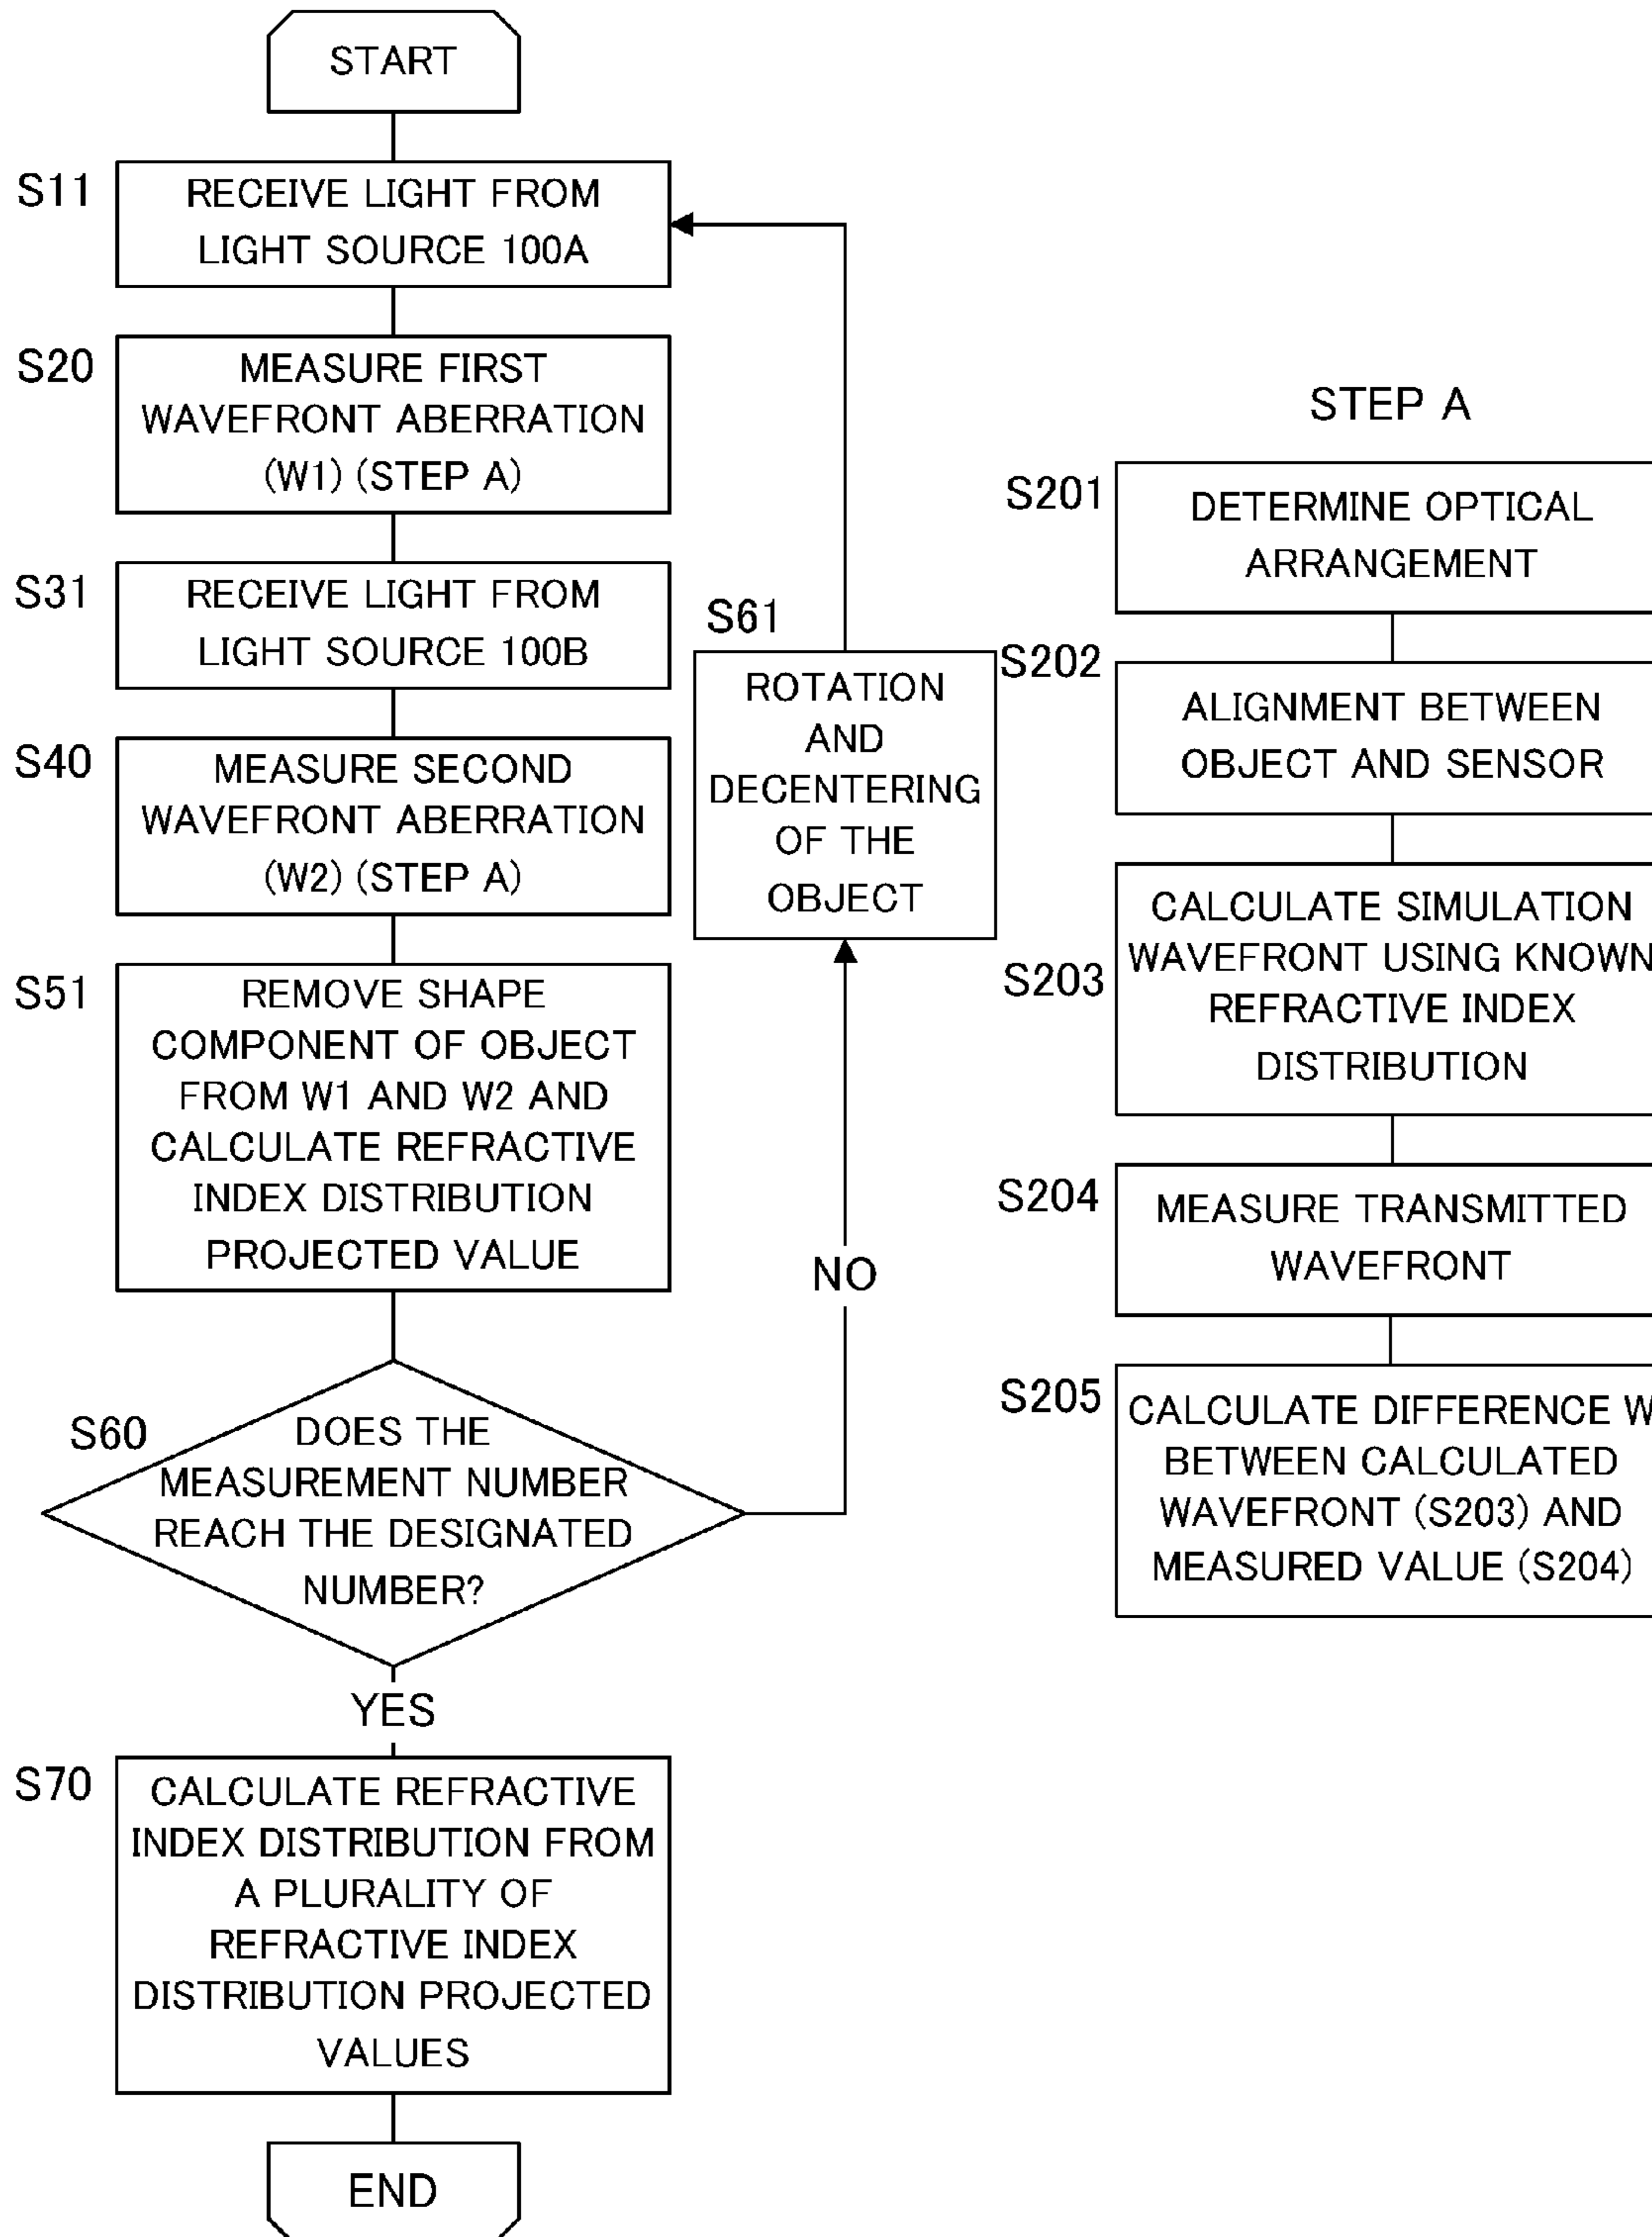 START
S11
RECEIVE LIGHT FROM
LIGHT SOURCE 100A
S20
MEASURE FIRST
WAVEFRONT ABERRATION
(W1) (STEP A)
S31
RECEIVE LIGHT FROM
LIGHT SOURCE 100B
S40
MEASURE SECOND
WAVEFRONT ABERRATION
(W2) (STEP A)
S51
REMOVE SHAPE
COMPONENT OF OBJECT
FROM W1 AND W2 AND
CALCULATE REFRACTIVE
INDEX DISTRIBUTION
PROJECTED VALUE
S60
DOES THE
MEASUREMENT NUMBER
REACH THE DESIGNATED
NUMBER?
NO
S61
ROTATION
AND
DECENTERING
OF THE
OBJECT
YES
S70
CALCULATE REFRACTIVE
INDEX DISTRIBUTION FROM
A PLURALITY OF
REFRACTIVE INDEX
DISTRIBUTION PROJECTED
VALUES
END
STEP A
S201
DETERMINE OPTICAL
ARRANGEMENT
S202
ALIGNMENT BETWEEN
OBJECT AND SENSOR
S203
CALCULATE SIMULATION
WAVEFRONT USING KNOWN
REFRACTIVE INDEX
DISTRIBUTION
S204
MEASURE TRANSMITTED
WAVEFRONT
S205
CALCULATE DIFFERENCE W
BETWEEN CALCULATED
WAVEFRONT (S203) AND
MEASURED VALUE (S204)